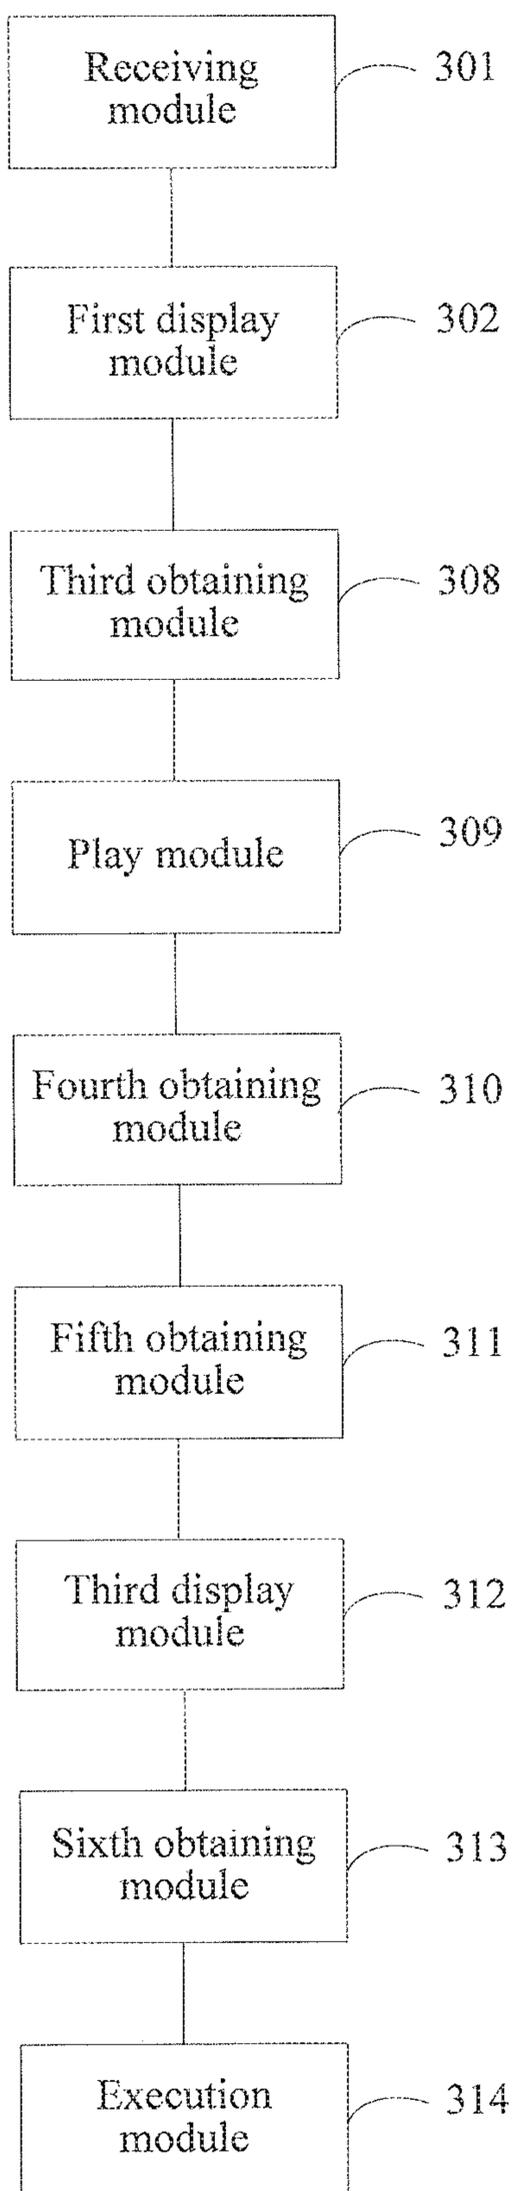 Receiving
module
301
First display
module
302
Third obtaining
module
308
Play module
309
Fourth obtaining
module
310
Fifth obtaining
module
311
Third display
module
312
Sixth obtaining
module
313
Execution
module
314